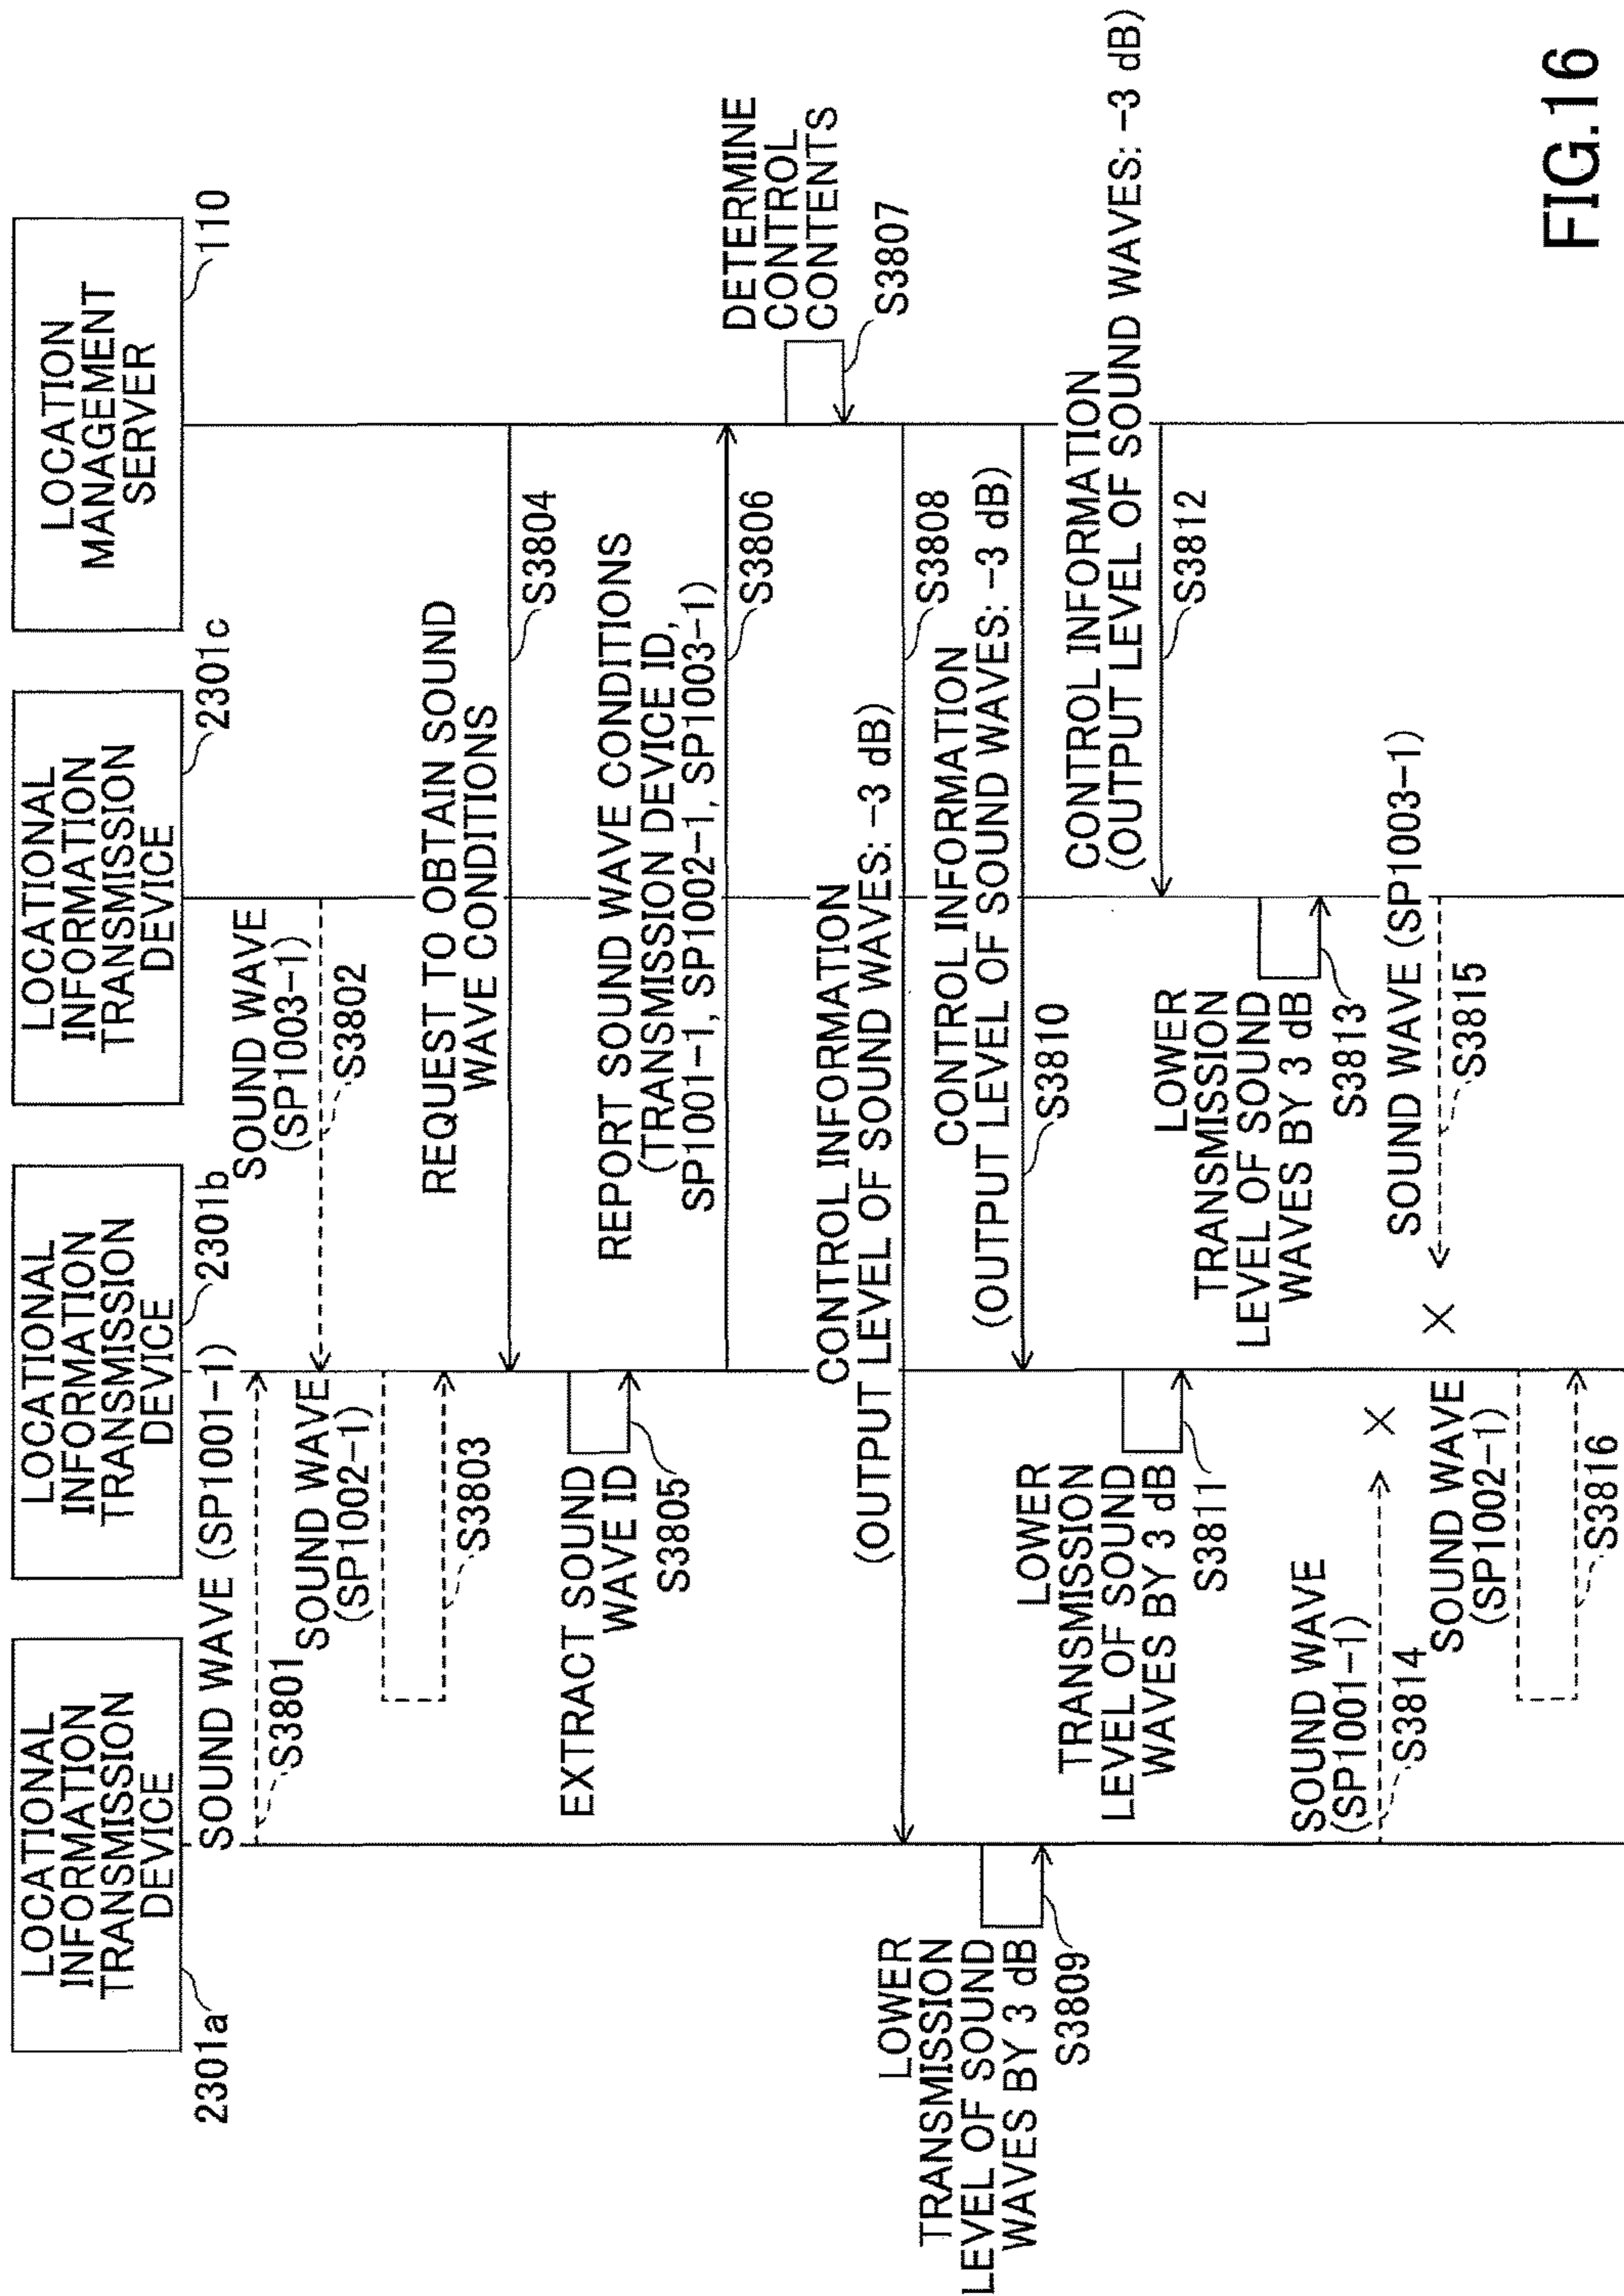 LOCATIONAL
INFORMATION
TRANSMISSION
DEVICE
2301a
LOCATIONAL
INFORMATION
TRANSMISSION
DEVICE
2301b
LOCATIONAL
INFORMATION
TRANSMISSION
DEVICE
2301c
LOCATION
MANAGEMENT
SERVER
110
SOUND WAVE (SP1001-1)
S3801
SOUND WAVE
(SP1003-1)
S3802
SOUND WAVE
(SP1002-1)
S3803
REQUEST TO OBTAIN SOUND
WAVE CONDITIONS
S3804
EXTRACT SOUND
WAVE ID
S3805
REPORT SOUND WAVE CONDITIONS
(TRANSMISSION DEVICE ID,
SP1001-1, SP1002-1, SP1003-1)
S3806
DETERMINE
CONTROL
CONTENTS
S3807
CONTROL INFORMATION
(OUTPUT LEVEL OF SOUND WAVES: -3 dB)
S3808
LOWER
TRANSMISSION
LEVEL OF SOUND
WAVES BY 3 dB
S3809
CONTROL INFORMATION
(OUTPUT LEVEL OF SOUND WAVES: -3 dB)
S3810
LOWER
TRANSMISSION
LEVEL OF SOUND
WAVES BY 3 dB
S3811
CONTROL INFORMATION
(OUTPUT LEVEL OF SOUND WAVES: -3 dB)
S3812
LOWER
TRANSMISSION
LEVEL OF SOUND
WAVES BY 3 dB
S3813
SOUND WAVE
(SP1001-1)
S3814
SOUND WAVE (SP1003-1)
S3815
SOUND WAVE
(SP1002-1)
S3816
FIG.16